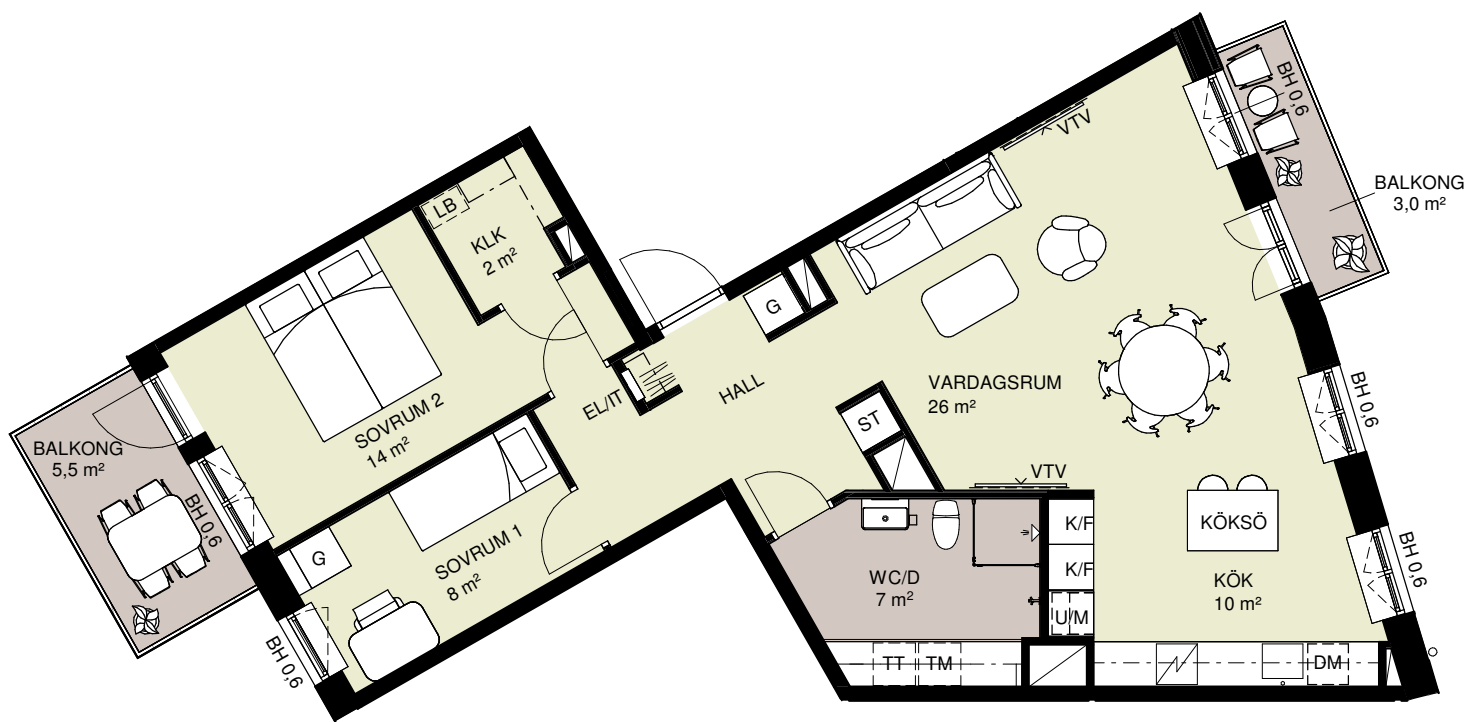 BALKONG
5,5 m²
BH 0,6
BH 0,6
SOVRUM 2
14 m²
LB
KLK
2 m²
G
SOVRUM 1
8 m²
EL/IT
HALL
G
VTV
BH 0,6
BALKONG
3,0 m²
VARDAGSRUM
26 m²
ST
VTV
BH 0,6
KÖKSÖ
KÖK
10 m²
BH 0,6
WC/D
7 m²
K/F
K/F
U/M
TT
TM
DM